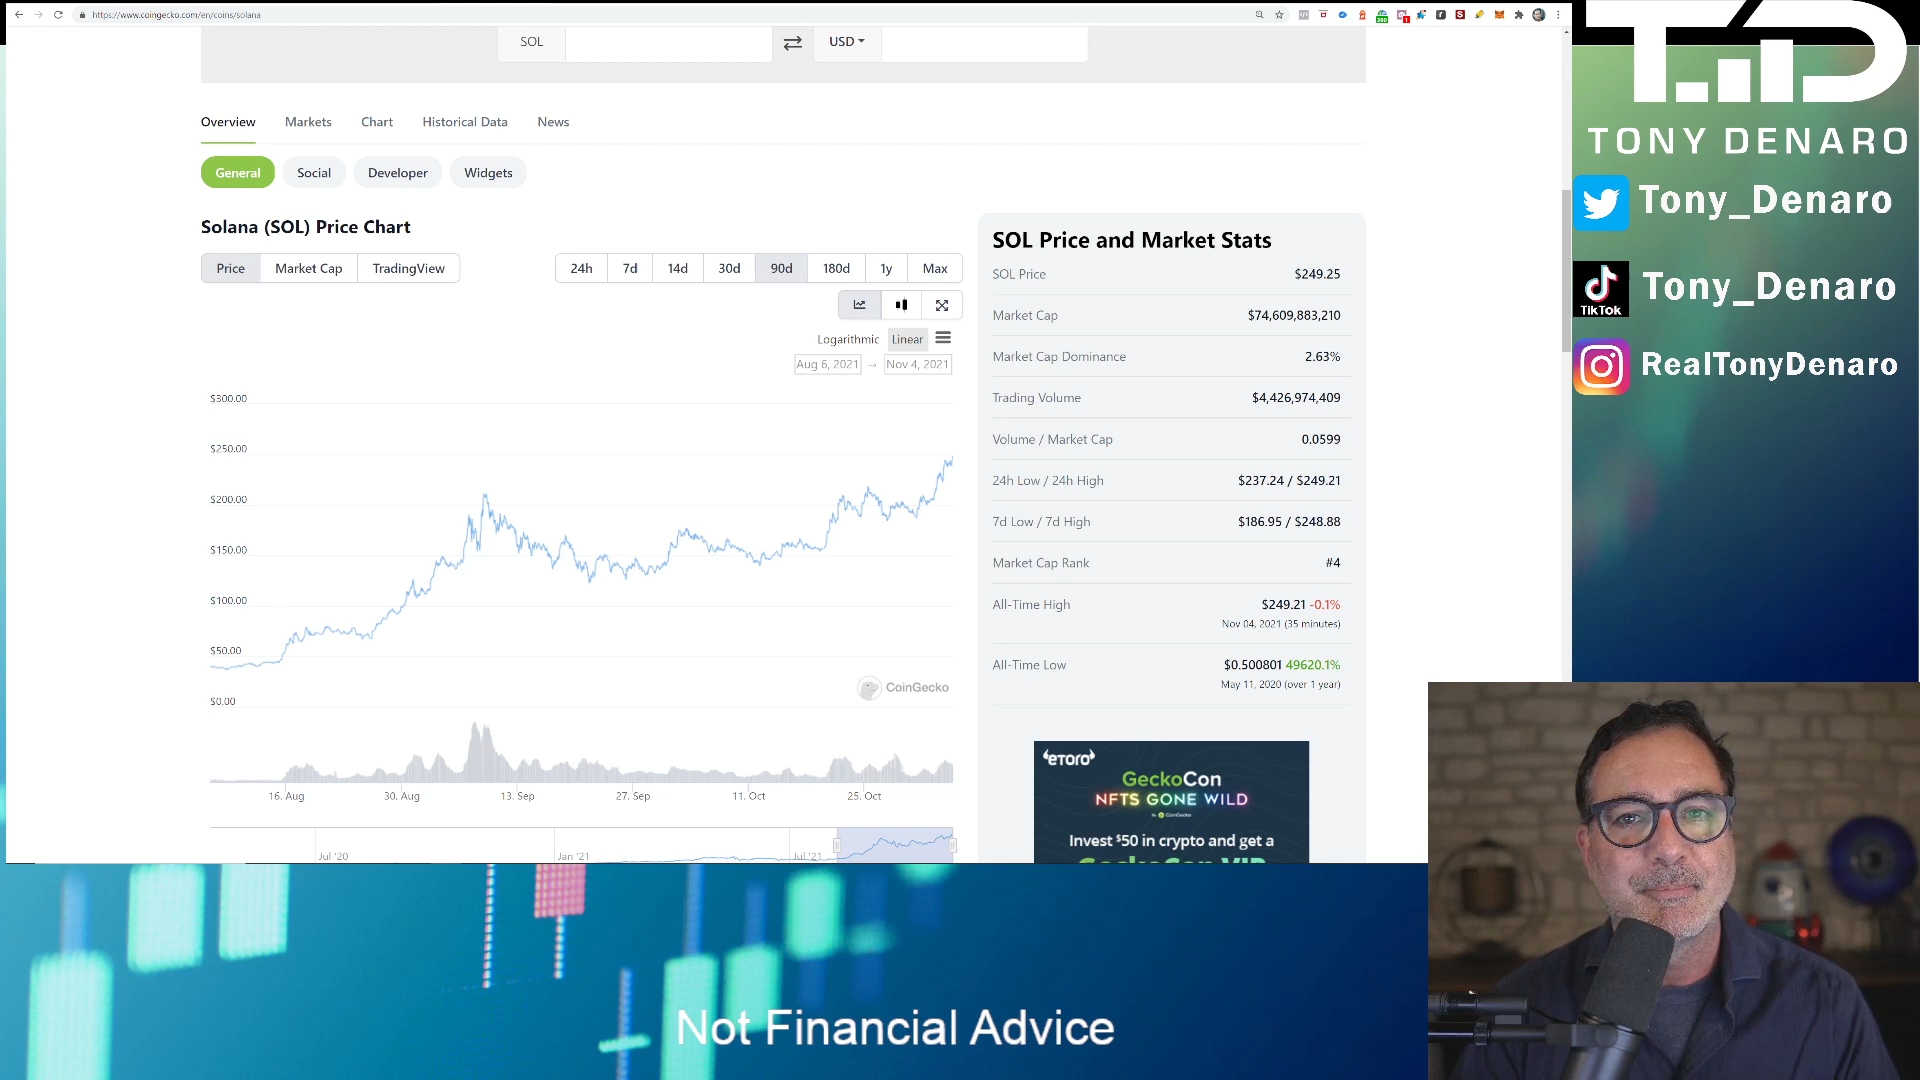 https://www.coingecko.com/en/coins/solana
SOL
USD
Overview Markets Chart Historical Data News
General Social Developer Widgets
Solana (SOL) Price Chart
Price Market Cap TradingView
24h 7d 14d 30d 90d 180d 1y Max
Logarithmic Linear
Aug 6, 2021 → Nov 4, 2021
$300.00
$250.00
$200.00
$150.00
$100.00
$50.00
$0.00
CoinGecko
16. Aug 30. Aug 13. Sep 27. Sep 11. Oct 25. Oct
Jul '20 Jan '21 Jul '21
SOL Price and Market Stats
SOL Price $249.25
Market Cap $74,609,883,210
Market Cap Dominance 2.63%
Trading Volume $4,426,974,409
Volume / Market Cap 0.0599
24h Low / 24h High $237.24 / $249.21
7d Low / 7d High $186.95 / $248.88
Market Cap Rank #4
All-Time High $249.21 -0.1%
Nov 04, 2021 (35 minutes)
All-Time Low $0.500801 49620.1%
May 11, 2020 (over 1 year)
eTORO
GeckoCon
NFTS GONE WILD
By CoinGecko
Invest $50 in crypto and get a
GeckoCon VIP
TONY DENARO
Tony_Denaro
TikTok
Tony_Denaro
RealTonyDenaro
Not Financial Advice